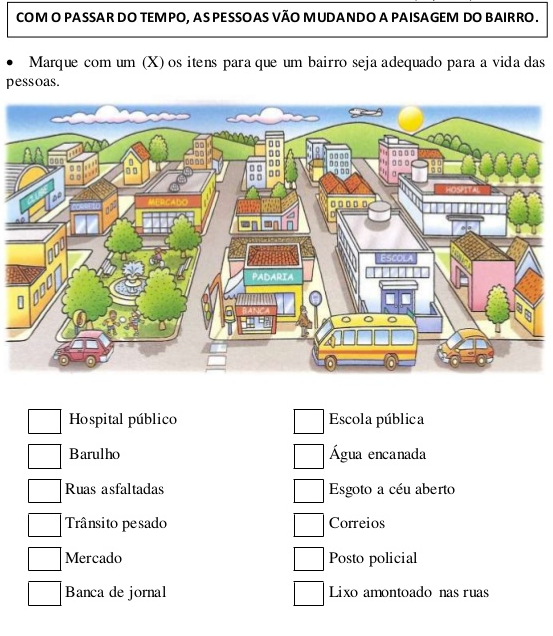 COM O PASSAR DO TEMPO, AS PESSOAS VÃO MUDANDO A PAISAGEM DO BAIRRO.
• Marque com um (X) os itens para que um bairro seja adequado para a vida das
pessoas.
HOSPITAL
MERCADO
ESCOLA
PADARIA
BANCA
Hospital público
Escola pública
Barulho
Água encanada
Ruas asfaltadas
Esgoto a céu aberto
Trânsito pesado
Correios
Mercado
Posto policial
Banca de jornal
Lixo amontoado nas ruas